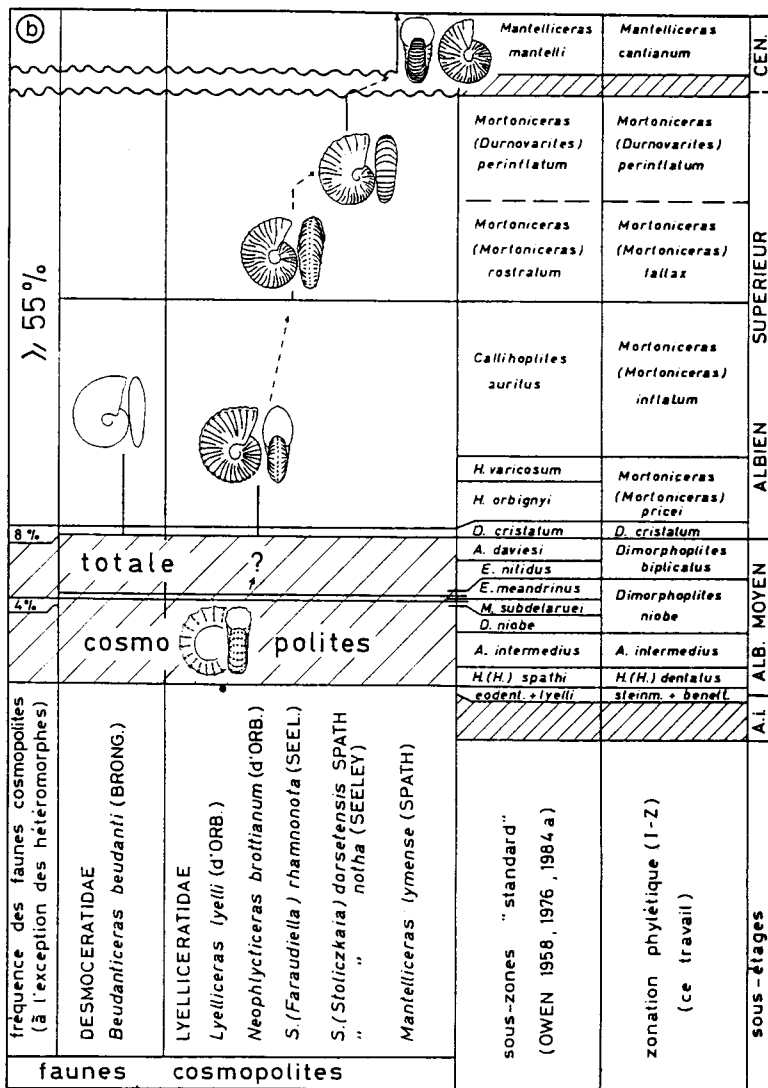 b
Mantelliceras
mantelli
Mantelliceras
cantianum
CEN.
Mortoniceras
(Durnovarites)
perinflatum
Mortoniceras
(Durnovarites)
perinflatum
Mortoniceras
(Mortoniceras)
rostratum
Mortoniceras
(Mortoniceras)
fallax
SUPERIEUR
⩾ 55 %
Callihoplites
auritus
Mortoniceras
(Mortoniceras)
inflatum
H. varicosum
H. orbignyi
Mortoniceras
(Mortoniceras)
pricei
ALBIEN
8 %
D. cristatum
D. cristatum
totale ?
A. daviesi
E. nitidus
Dimorphoplites
biplicatus
4 %
E. meandrinus
M. subdelaruei
D. niobe
Dimorphoplites
niobe
ALB. MOYEN
cosmo polites
A. intermedius
A. intermedius
H.(H.) spathi
H.(H.) dentatus
eodent. + lyelli
steinm. + benett.
A.i.
fréquence des faunes cosmopolites
(à l'exception des hétéromorphes)
DESMOCERATIDAE
Beudanticeras beudanti (BRONG.)
LYELLICERATIDAE
Lyelliceras lyelli (d'ORB.)
Neophlycticeras brottianum (d'ORB.)
S.(Faraudiella) rhamnonota (SEEL.)
S.(Stoliczkaia) dorsetensis SPATH
" " notha (SEELEY)
Mantelliceras lymense (SPATH)
sous-zones "standard"
(OWEN 1958, 1976, 1984 a)
zonation phylétique (I-Z)
(ce travail)
sous-étages
faunes cosmopolites